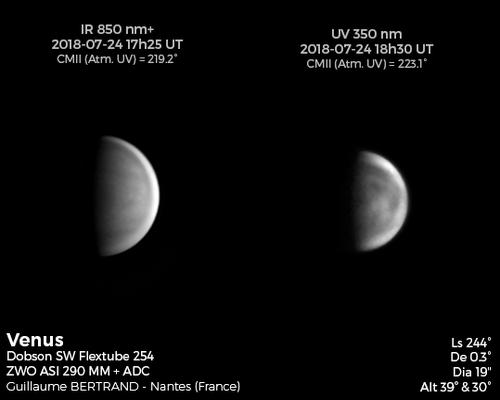 IR 850 nm+
2018-07-24 17h25 UT
CMII (Atm. UV) = 219.2°
UV 350 nm
2018-07-24 18h30 UT
CMII (Atm. UV) = 223.1°
Venus
Dobson SW Flextube 254
ZWO ASI 290 MM + ADC
Guillaume BERTRAND - Nantes (France)
Ls 244°
De 0.3°
Dia 19"
Alt 39° & 30°